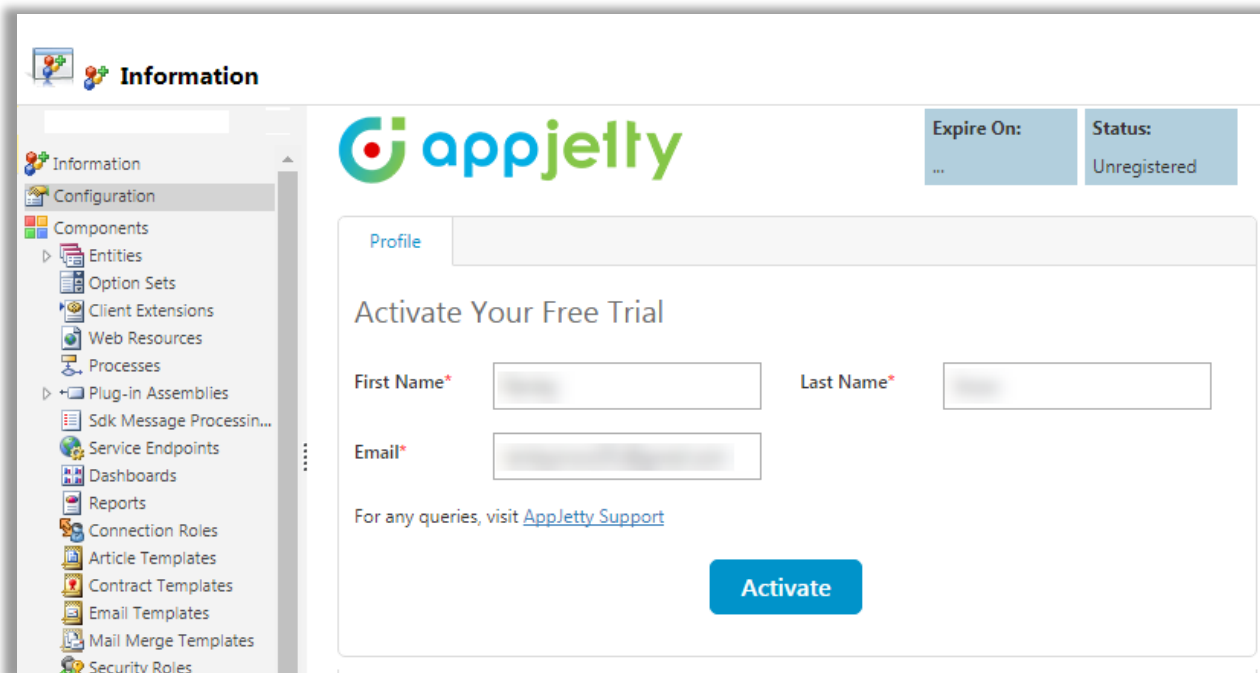 Information
Information
Configuration
Components
Entities
Option Sets
Client Extensions
Web Resources
Processes
Plug-in Assemblies
Sdk Message Processin...
Service Endpoints
Dashboards
Reports
Connection Roles
Article Templates
Contract Templates
Email Templates
Mail Merge Templates
Security Roles
appjetty
Expire On:
...
Status:
Unregistered
Profile
Activate Your Free Trial
First Name*
Last Name*
Email*
For any queries, visit AppJetty Support
Activate